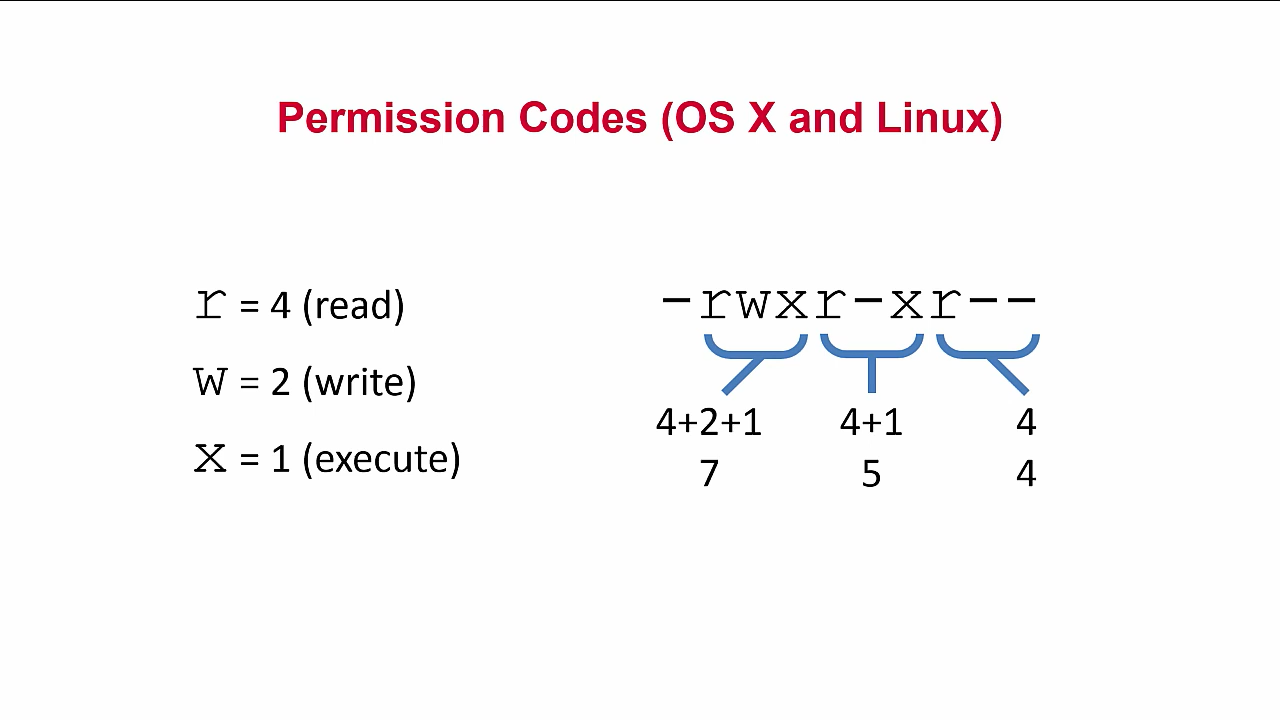 Permission Codes (OS X and Linux)
r = 4 (read)
w = 2 (write)
x = 1 (execute)
-rwxr-xr--
4+2+1 4+1 4
7 5 4